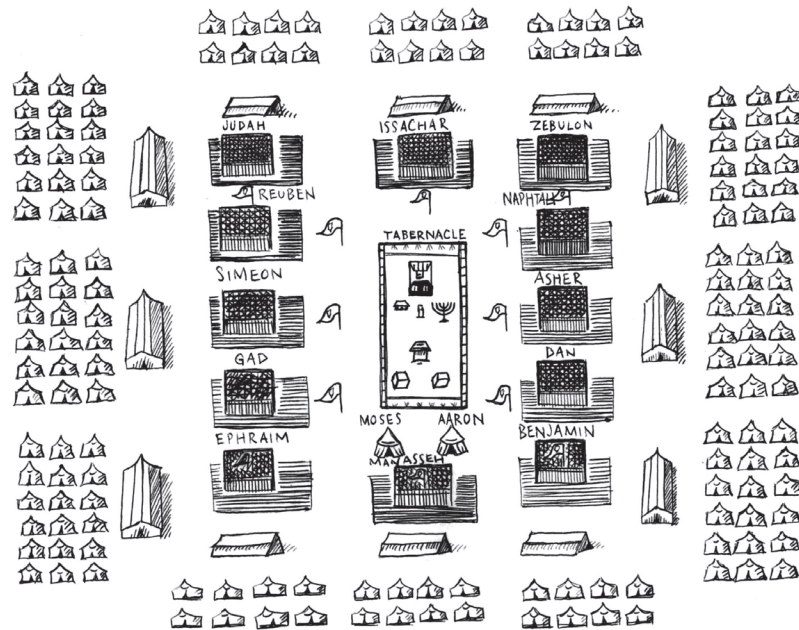 JUDAH
ISSACHAR
ZEBULON
REUBEN
NAPHTALI
TABERNACLE
SIMEON
ASHER
GAD
DAN
MOSES
AARON
EPHRAIM
BENJAMIN
MANASSEH